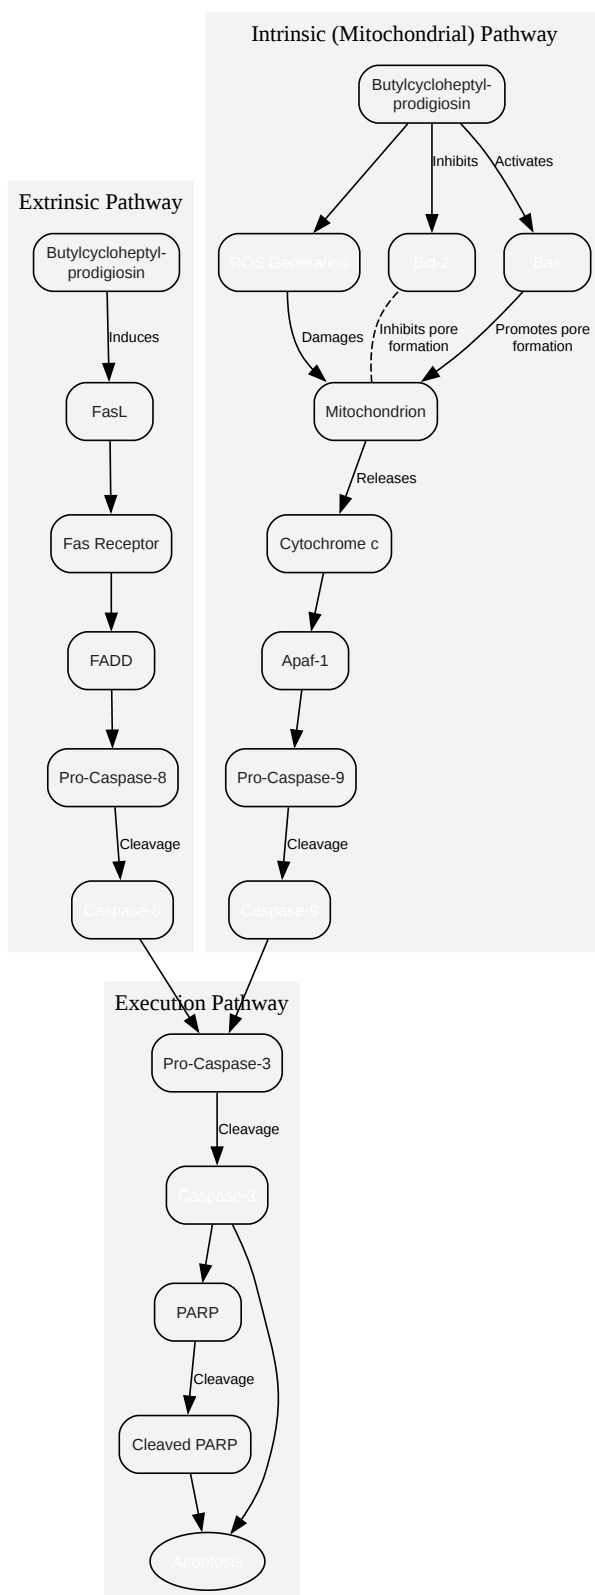 Intrinsic (Mitochondrial) Pathway
Butylcycloheptyl-
prodigiosin
Inhibits
Activates
ROS Generation
Bcl-2
Bax
Damages
Inhibits pore
formation
Promotes pore
formation
Mitochondrion
Releases
Cytochrome c
Apaf-1
Pro-Caspase-9
Cleavage
Caspase-9
Extrinsic Pathway
Butylcycloheptyl-
prodigiosin
Induces
FasL
Fas Receptor
FADD
Pro-Caspase-8
Cleavage
Caspase-8
Execution Pathway
Pro-Caspase-3
Cleavage
Caspase-3
PARP
Cleavage
Cleaved PARP
Apoptosis